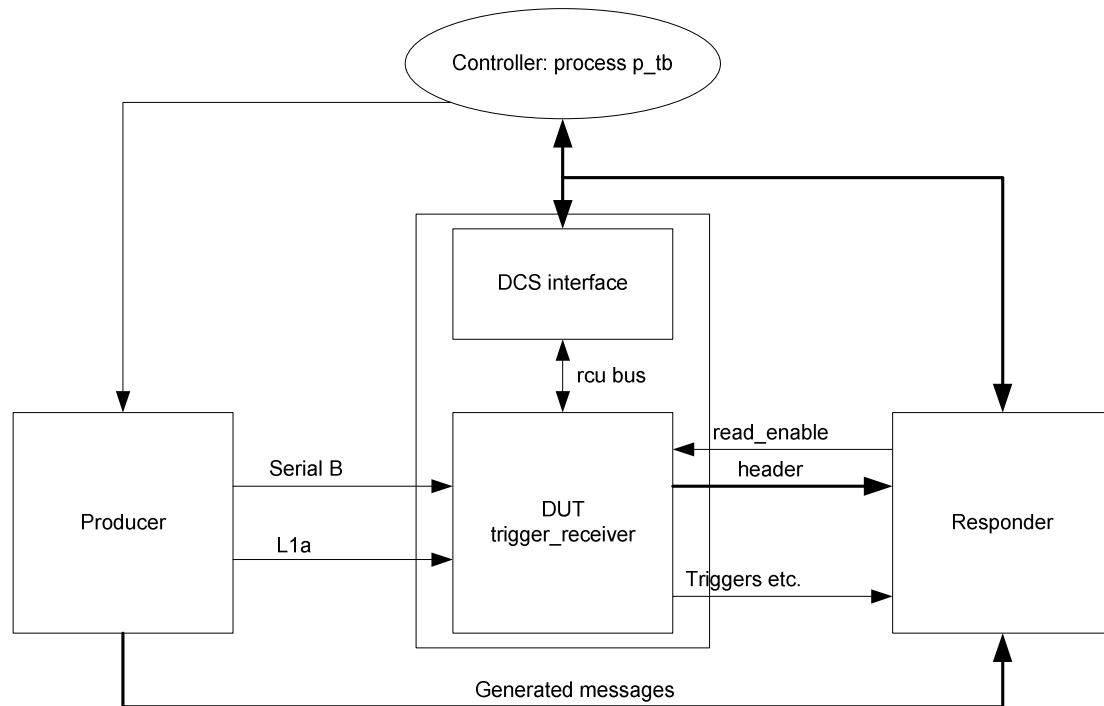 Controller: process p_tb
DCS interface
rcu bus
read_enable
Serial B
header
Producer
DUT
trigger_receiver
Responder
L1a
Triggers etc.
Generated messages